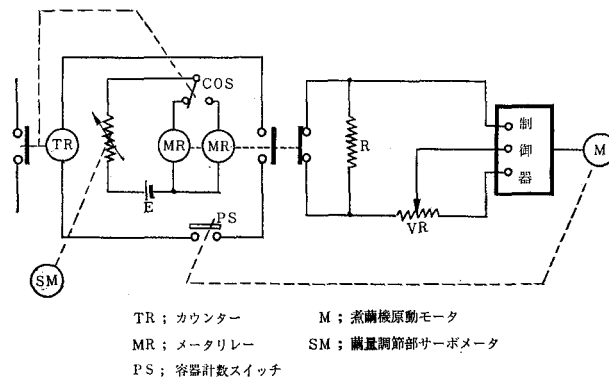 COS
TR
MR
MR
R
制
御
器
M
E
PS
VR
SM
TR ; カウンター
M ; 煮繭機原動モータ
MR ; メータリレー
SM ; 繭量調節部サーボメータ
PS ; 容器計数スイッチ